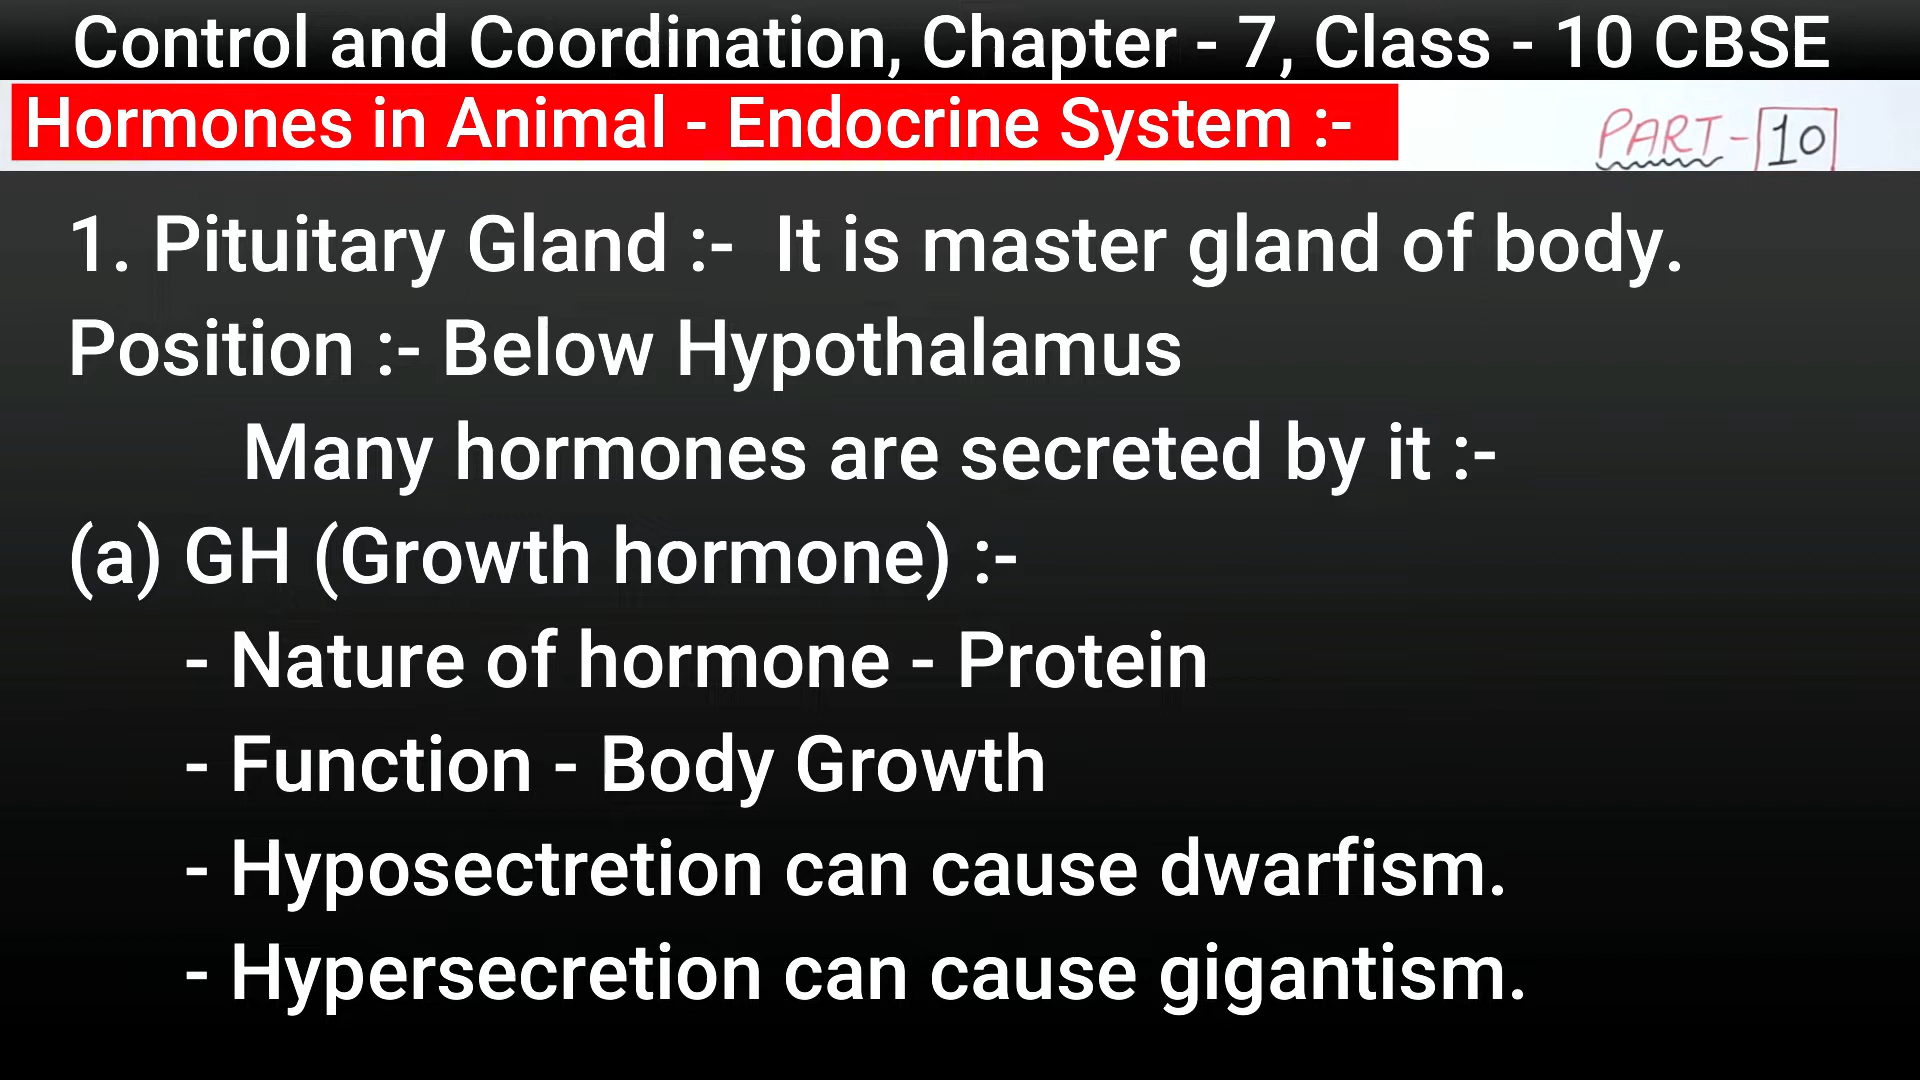 Control and Coordination, Chapter - 7, Class - 10 CBSE
Hormones in Animal - Endocrine System :-
PART - 10
1. Pituitary Gland :- It is master gland of body.
Position :- Below Hypothalamus
Many hormones are secreted by it :-
(a) GH (Growth hormone) :-
- Nature of hormone - Protein
- Function - Body Growth
- Hyposectretion can cause dwarfism.
- Hypersecretion can cause gigantism.